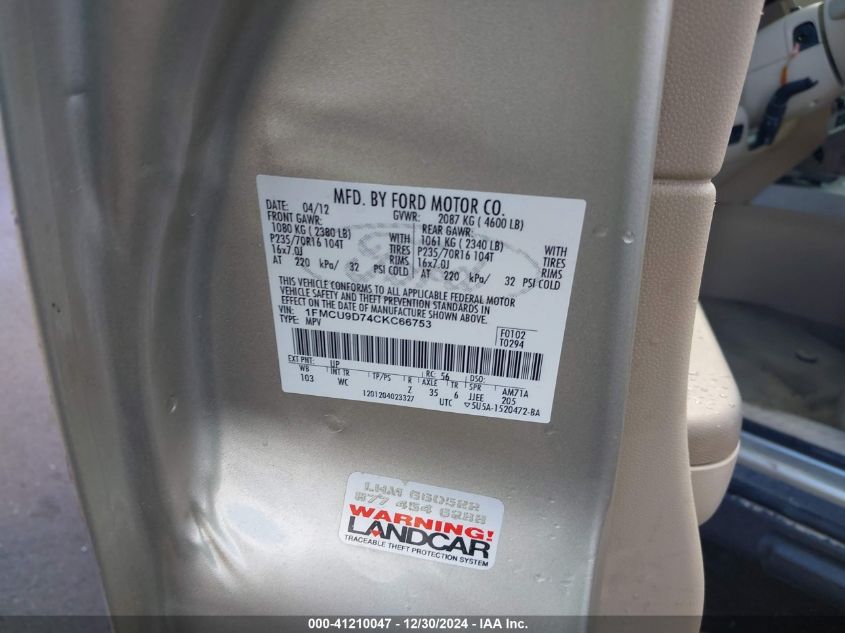 MFD. BY FORD MOTOR CO.
DATE: 04/12 GVWR: 2087 KG ( 4600 LB)
FRONT GAWR: REAR GAWR:
1080 KG ( 2380 LB) WITH 1061 KG ( 2340 LB) WITH
P235/70R16 104T TIRES P235/70R16 104T TIRES
16x7.0J RIMS 16x7.0J RIMS
AT 220 kPa/ 32 PSI COLD AT 220 kPa/ 32 PSI COLD
Ford
THIS VEHICLE CONFORMS TO ALL APPLICABLE FEDERAL MOTOR
VEHICLE SAFETY AND THEFT PREVENTION STANDARDS IN
EFFECT ON THE DATE OF MANUFACTURE SHOWN ABOVE.
VIN: 1FMCU9D74CKC66753
TYPE: MPV
F0102
T0294
EXT PNT: UP RC: 56 DSO:
WB INT TR TP/PS R AXLE TR SPR AM71A
103 WC Z 35 6 JJEE 205
1201204023327 UTC ▽5U5A-1520472-BA
LWM 660522
877 454 6288
WARNING!
LANDCAR
TRACEABLE THEFT PROTECTION SYSTEM
000-41210047 - 12/30/2024 - IAA Inc.